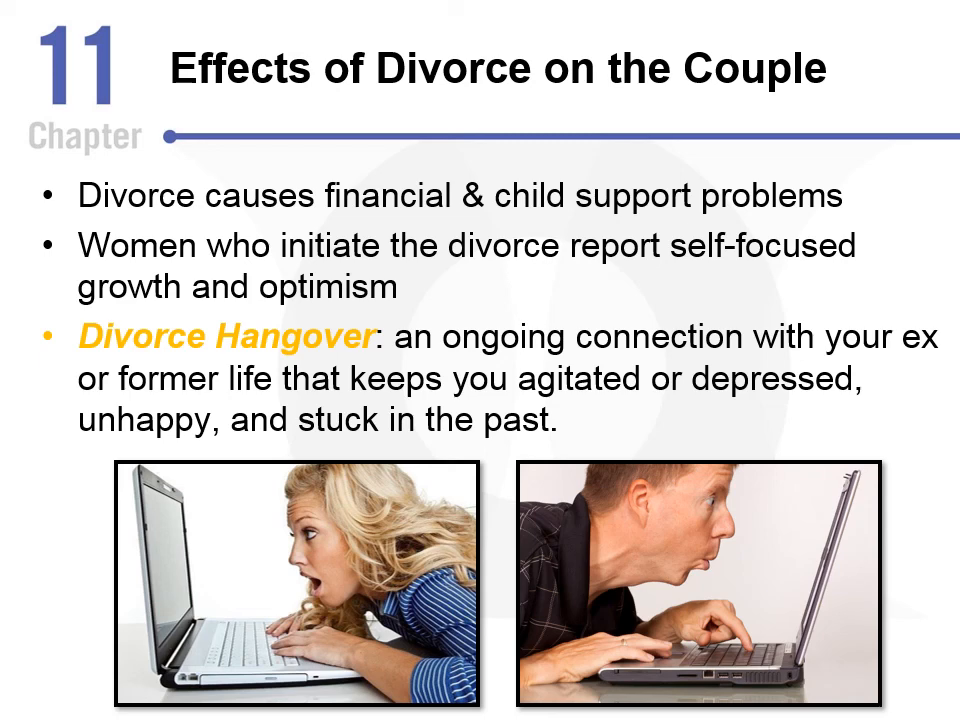 11
Chapter
Effects of Divorce on the Couple
• Divorce causes financial & child support problems
• Women who initiate the divorce report self-focused
growth and optimism
• Divorce Hangover: an ongoing connection with your ex
or former life that keeps you agitated or depressed,
unhappy, and stuck in the past.